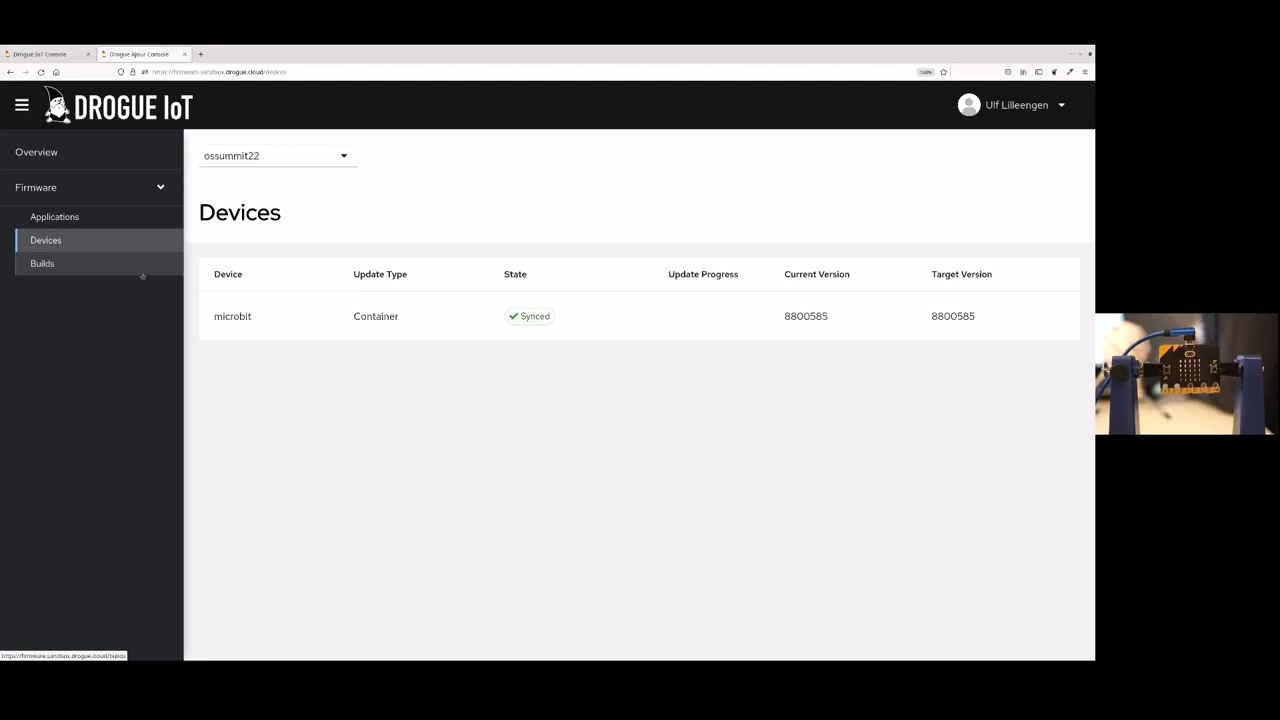 Drogue IoT Console
Drogue Ajour Console
https://firmware.sandbox.drogue.cloud/devices
150%
DROGUE IoT
Ulf Lilleengen
Overview
ossummit22
Firmware
Applications
Devices
Devices
Builds
Device Update Type State Update Progress Current Version Target Version
microbit Container Synced 8800585 8800585
https://firmware.sandbox.drogue.cloud/builds